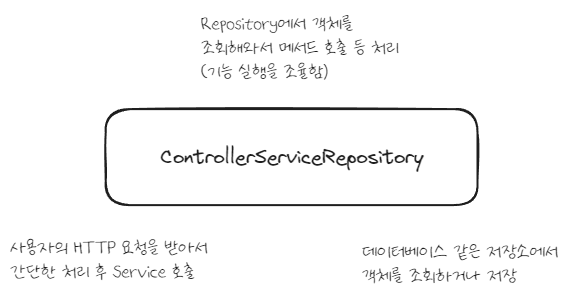 Repository에서 객체를
조회해와서 메서드 호출 등 처리
(기능 실행을 조율함)
ControllerServiceRepository
사용자의 HTTP 요청을 받아서
간단한 처리 후 Service 호출
데이터베이스 같은 저장소에서
객체를 조회하거나 저장